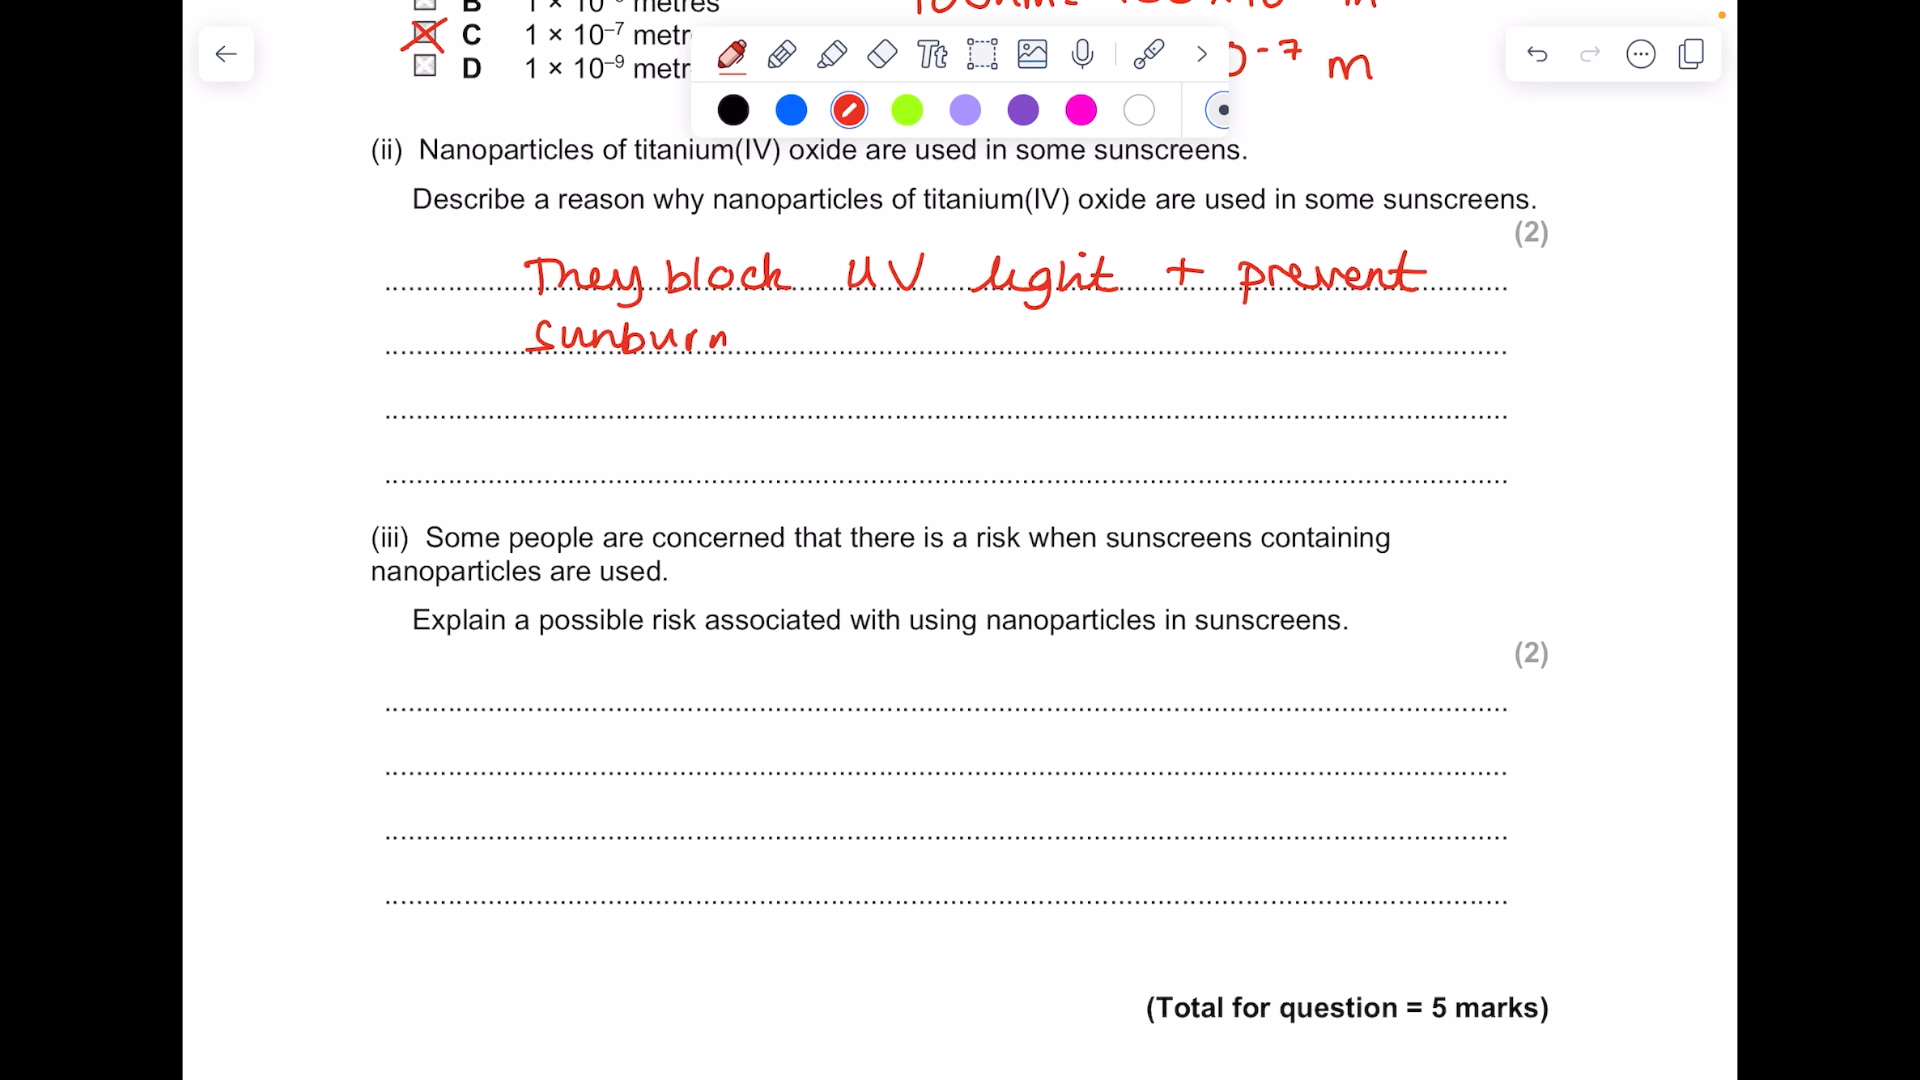 B 1 × 10 metres
C 1 × 10⁻⁷ metr
D 1 × 10⁻⁹ metr
⁻⁷ m
Tt
(ii) Nanoparticles of titanium(IV) oxide are used in some sunscreens.
Describe a reason why nanoparticles of titanium(IV) oxide are used in some sunscreens.
(2)
They block UV light + prevent
sunburn
(iii) Some people are concerned that there is a risk when sunscreens containing
nanoparticles are used.
Explain a possible risk associated with using nanoparticles in sunscreens.
(2)
(Total for question = 5 marks)